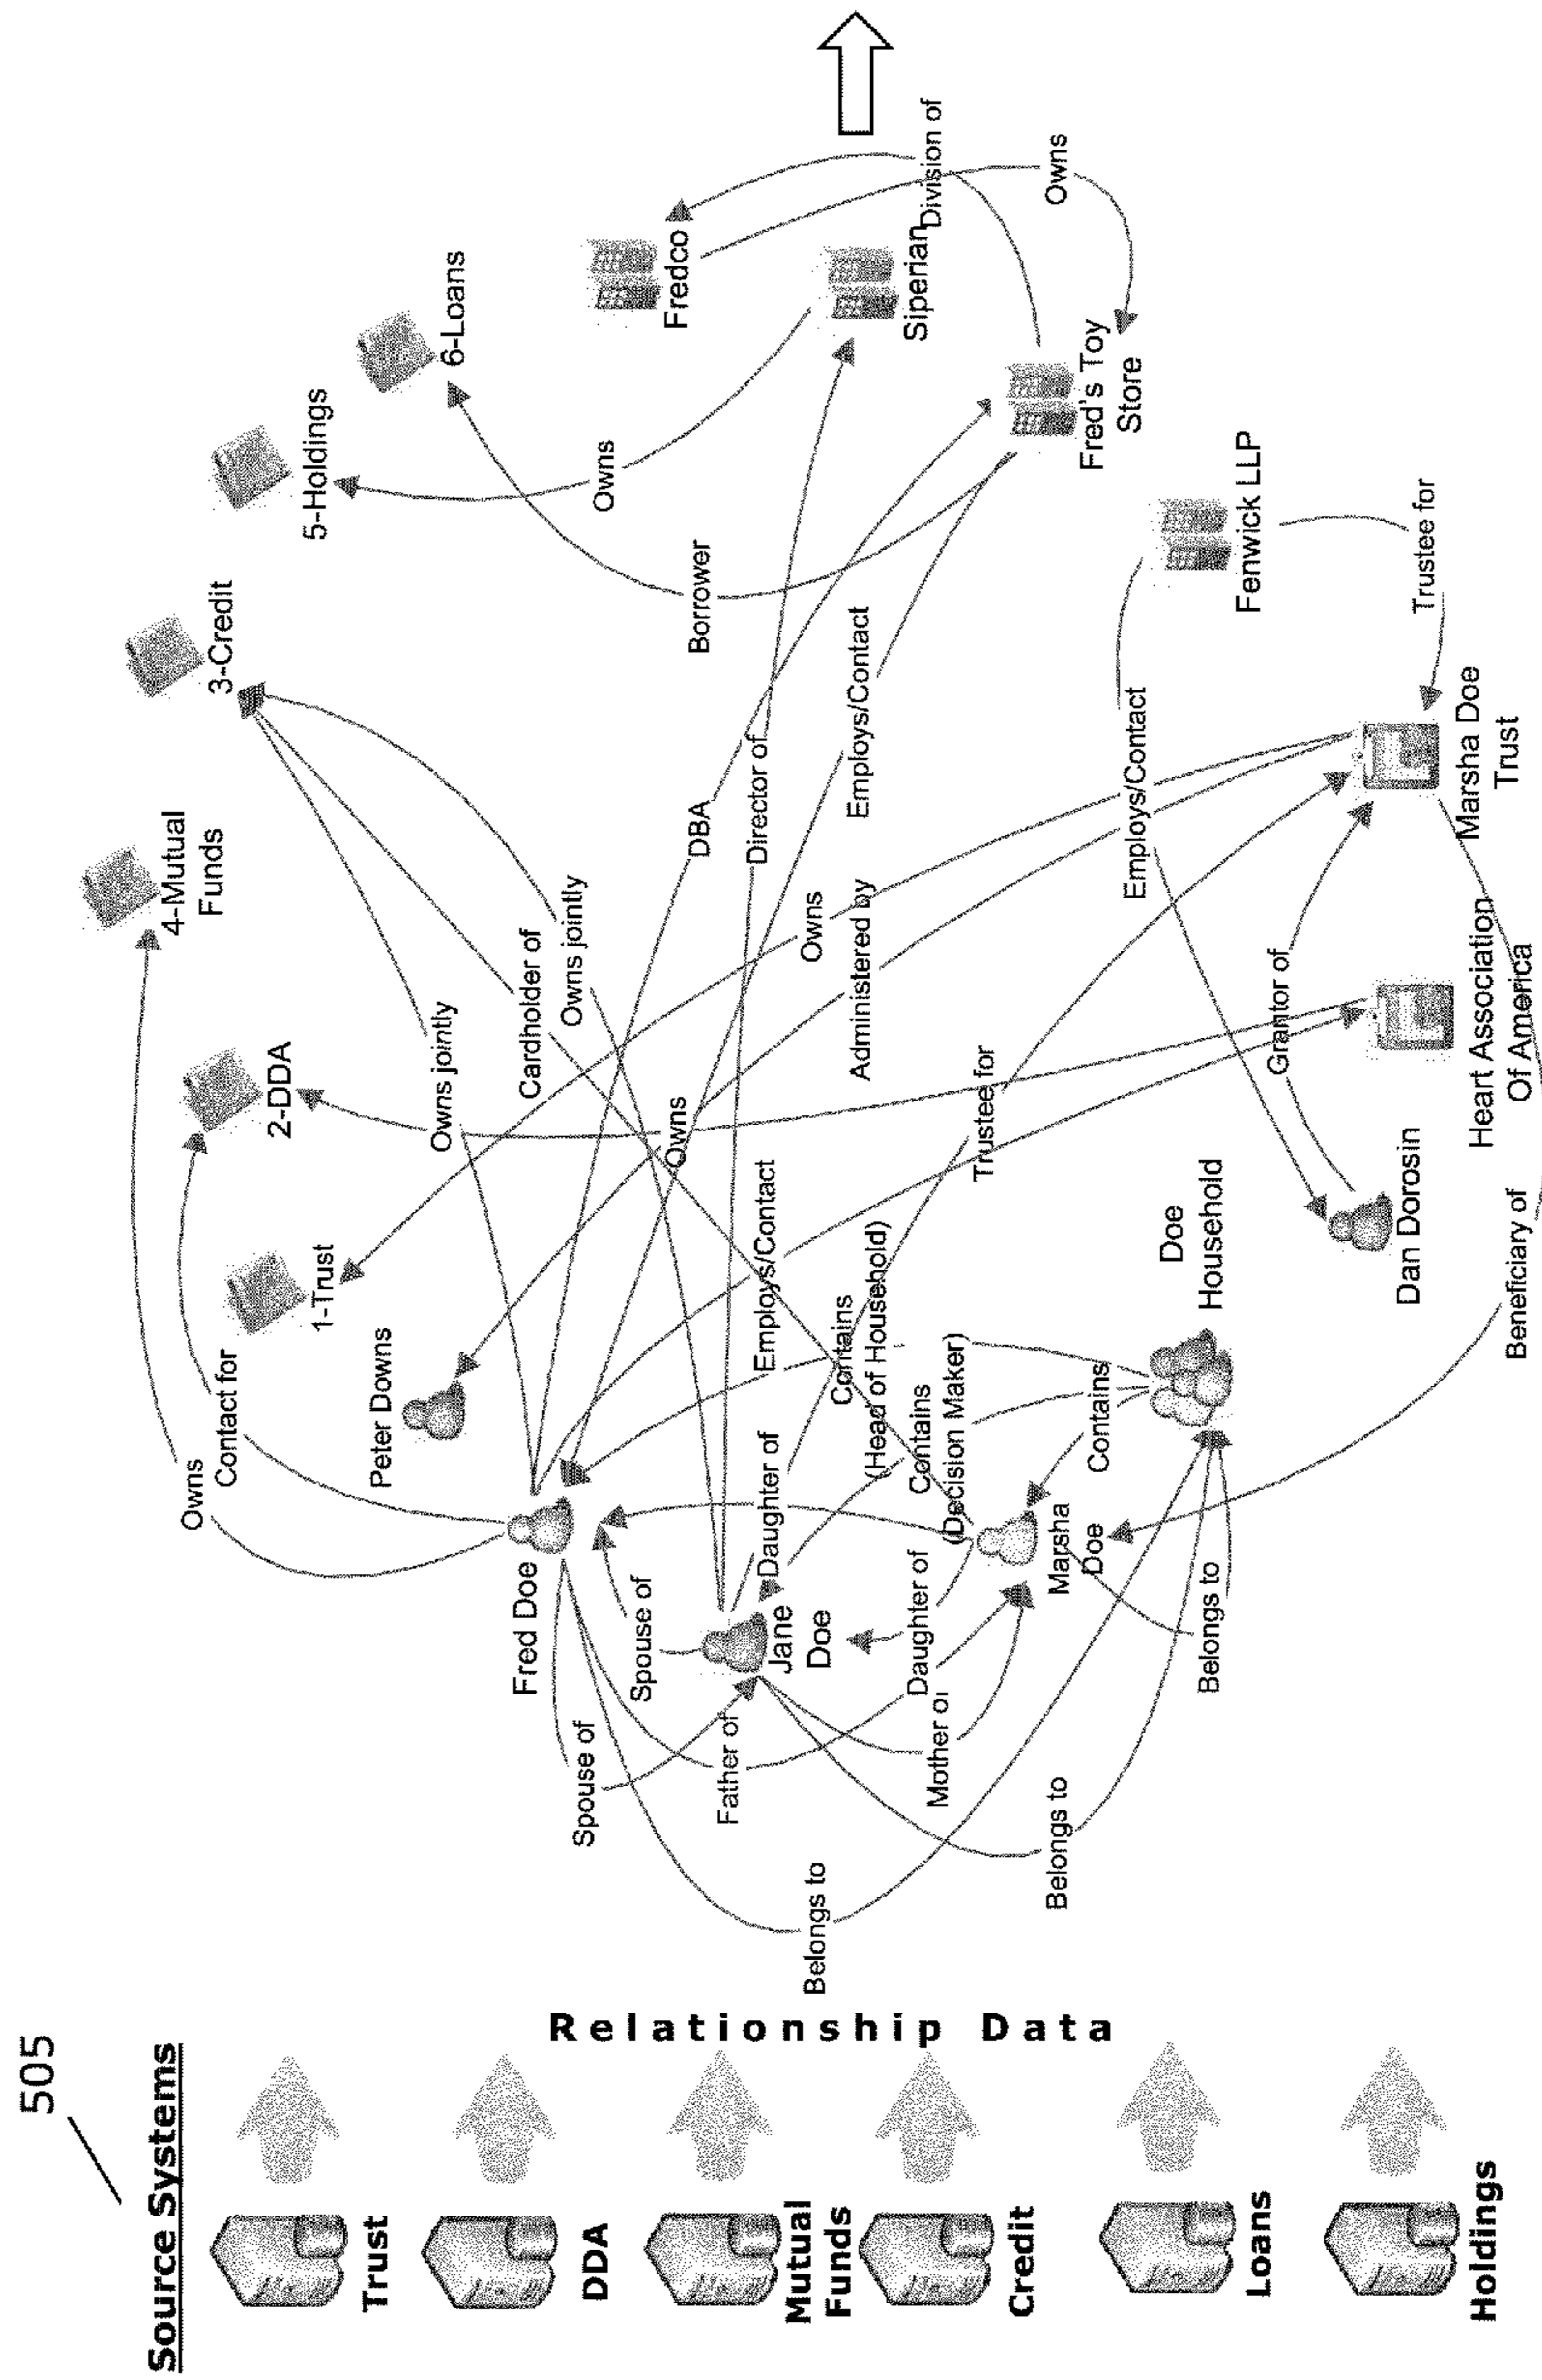 505
Source Systems
Trust
DDA
Mutual
Funds
Credit
Loans
Holdings
Relationship Data
4-Mutual
Funds
3-Credit
5-Holdings
6-Loans
2-DDA
1-Trust
Peter Downs
Fred Doe
Jane
Doe
Marsha
Doe
Doe
Household
Dan Dorosin
Heart Association
Of America
Marsha Doe
Trust
Fenwick LLP
Fred's Toy
Store
Siperian
Fredco
Owns
Contact for
Owns jointly
Cardholder of
Owns jointly
Owns
DBA
Director of
Borrower
Owns
Employs/Contact
Division of
Owns
Owns
Administered by
Employs/Contact
Trustee for
Trustee for
Grantor of
Employs/Contact
Contains
(Head of Household)
Contains
(Decision Maker)
Contains
Daughter of
Daughter of
Spouse of
Spouse of
Father of
Mother of
Belongs to
Belongs to
Belongs to
Beneficiary of